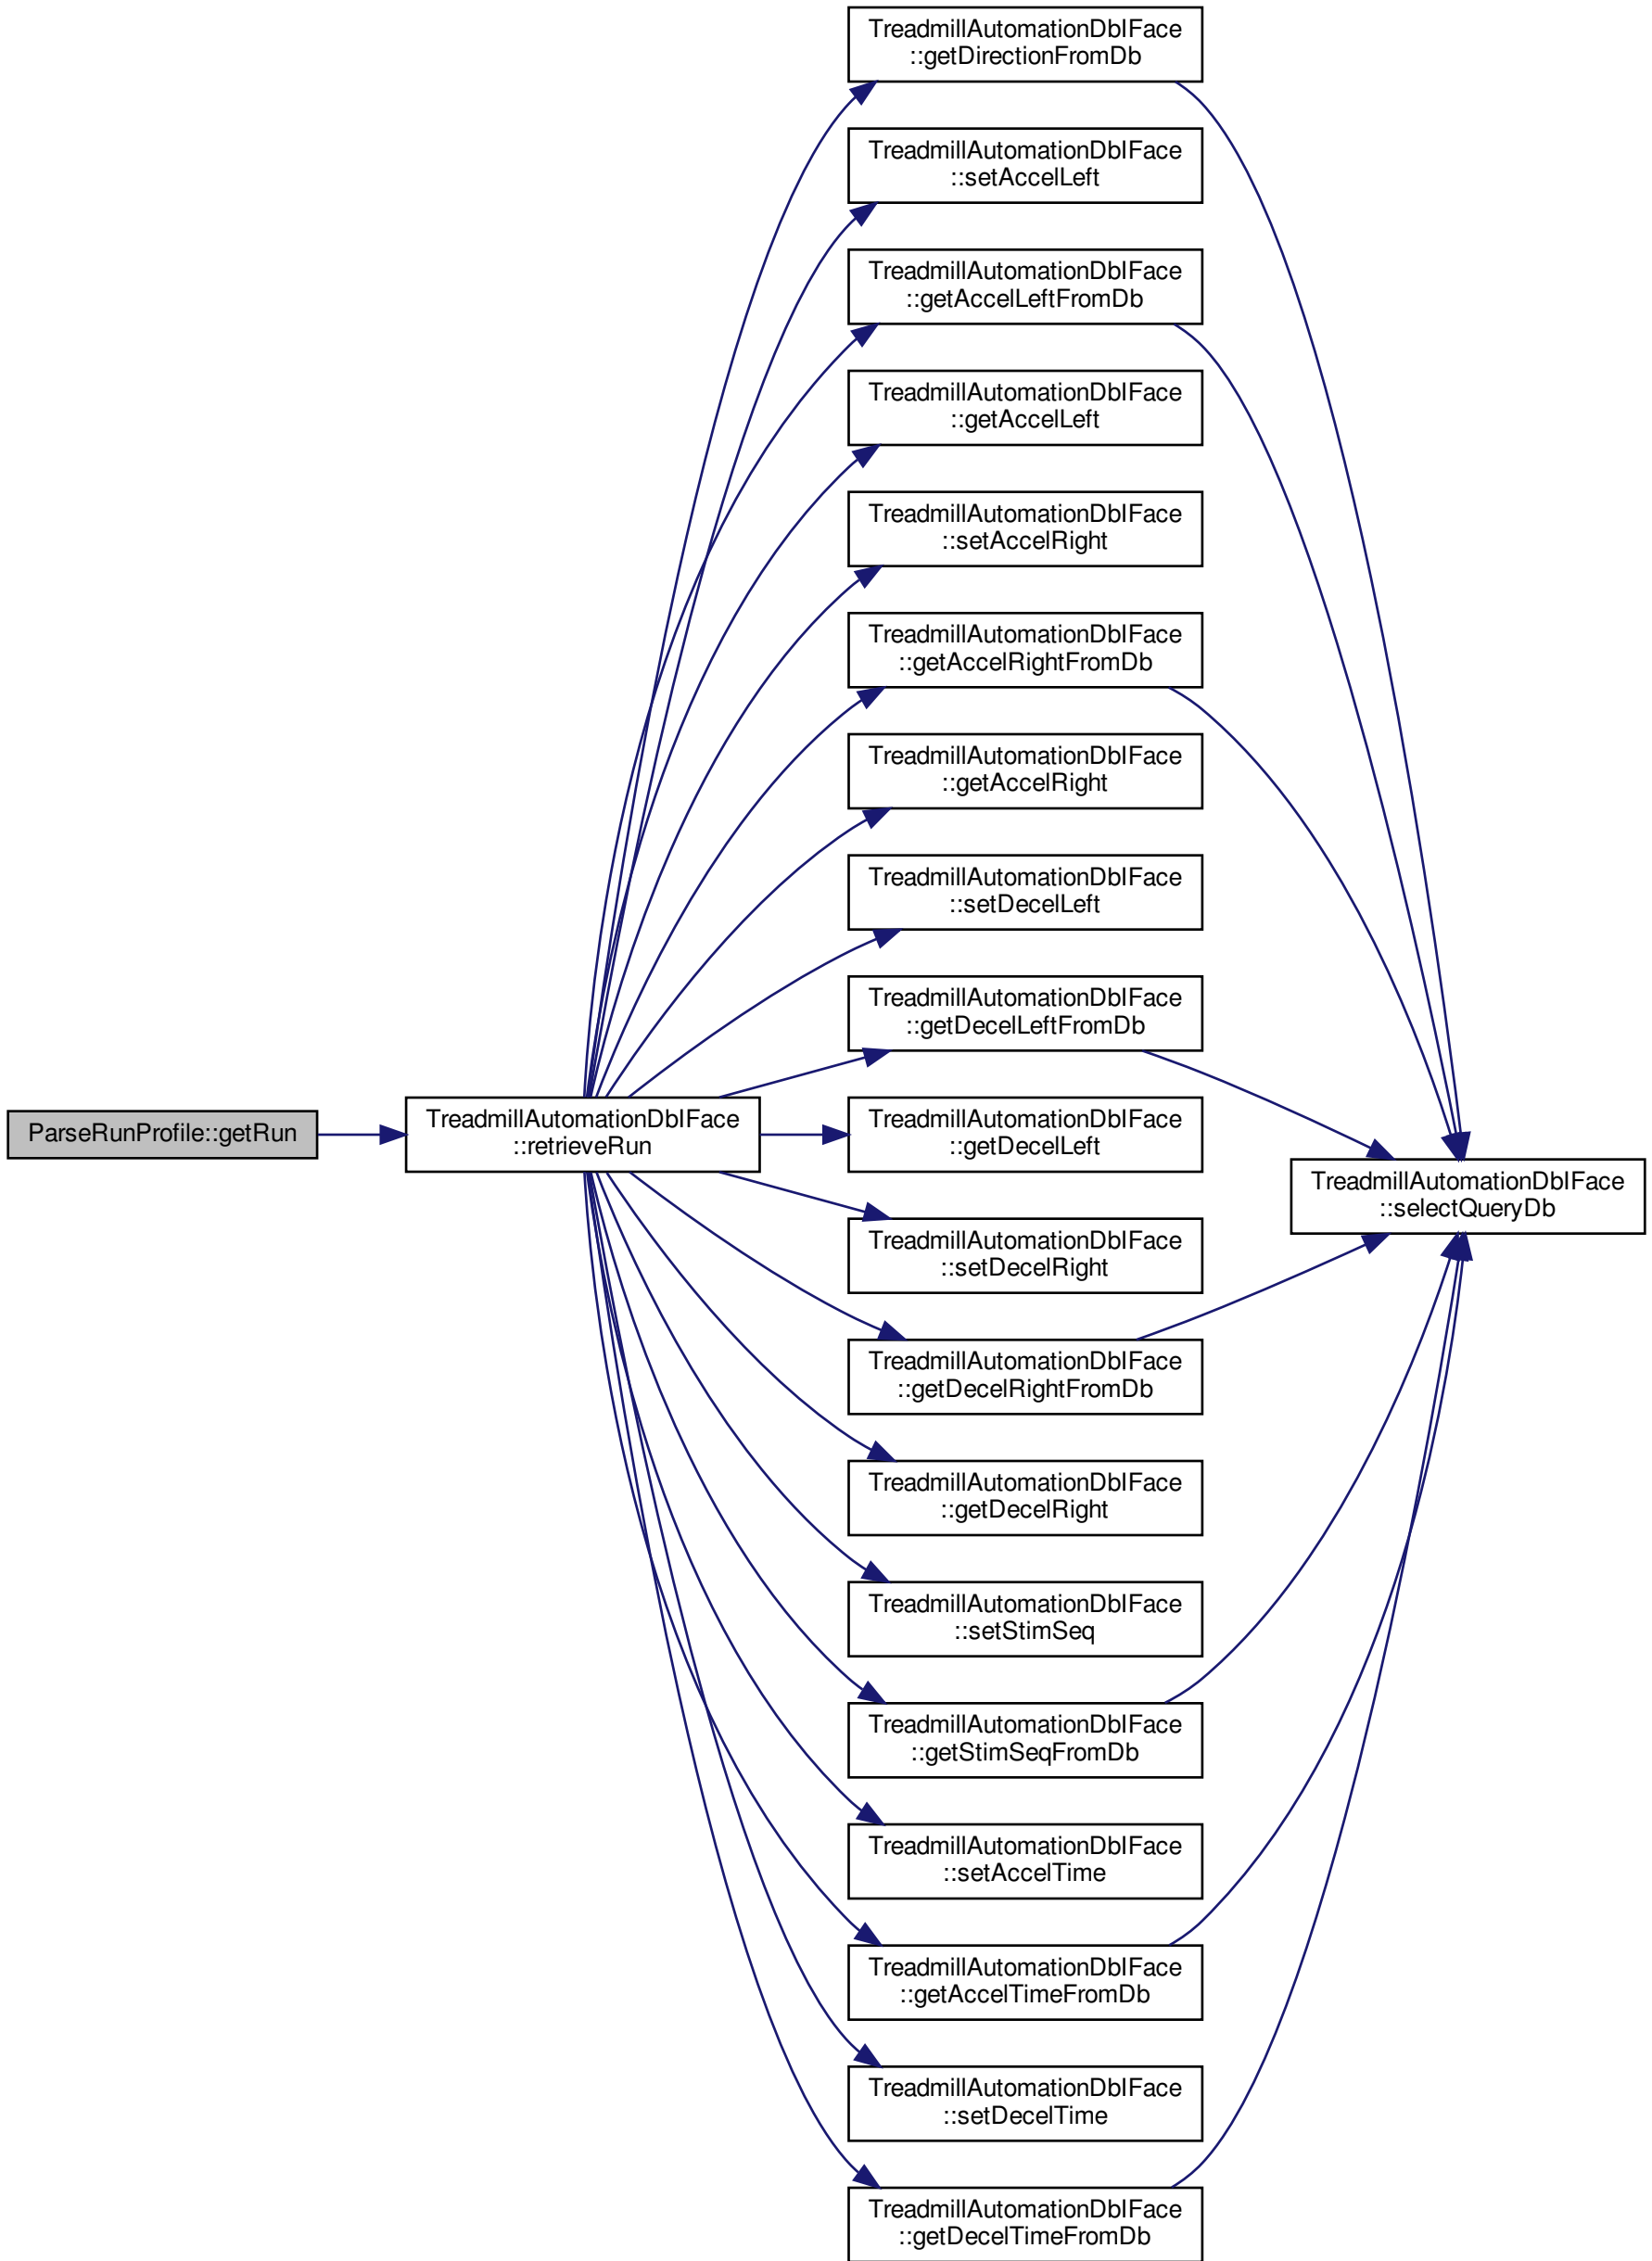 ParseRunProfile::getRun
TreadmillAutomationDbIFace
::retrieveRun
TreadmillAutomationDbIFace
::getDirectionFromDb
TreadmillAutomationDbIFace
::setAccelLeft
TreadmillAutomationDbIFace
::getAccelLeftFromDb
TreadmillAutomationDbIFace
::getAccelLeft
TreadmillAutomationDbIFace
::setAccelRight
TreadmillAutomationDbIFace
::getAccelRightFromDb
TreadmillAutomationDbIFace
::getAccelRight
TreadmillAutomationDbIFace
::setDecelLeft
TreadmillAutomationDbIFace
::getDecelLeftFromDb
TreadmillAutomationDbIFace
::getDecelLeft
TreadmillAutomationDbIFace
::setDecelRight
TreadmillAutomationDbIFace
::getDecelRightFromDb
TreadmillAutomationDbIFace
::getDecelRight
TreadmillAutomationDbIFace
::setStimSeq
TreadmillAutomationDbIFace
::getStimSeqFromDb
TreadmillAutomationDbIFace
::setAccelTime
TreadmillAutomationDbIFace
::getAccelTimeFromDb
TreadmillAutomationDbIFace
::setDecelTime
TreadmillAutomationDbIFace
::getDecelTimeFromDb
TreadmillAutomationDbIFace
::selectQueryDb